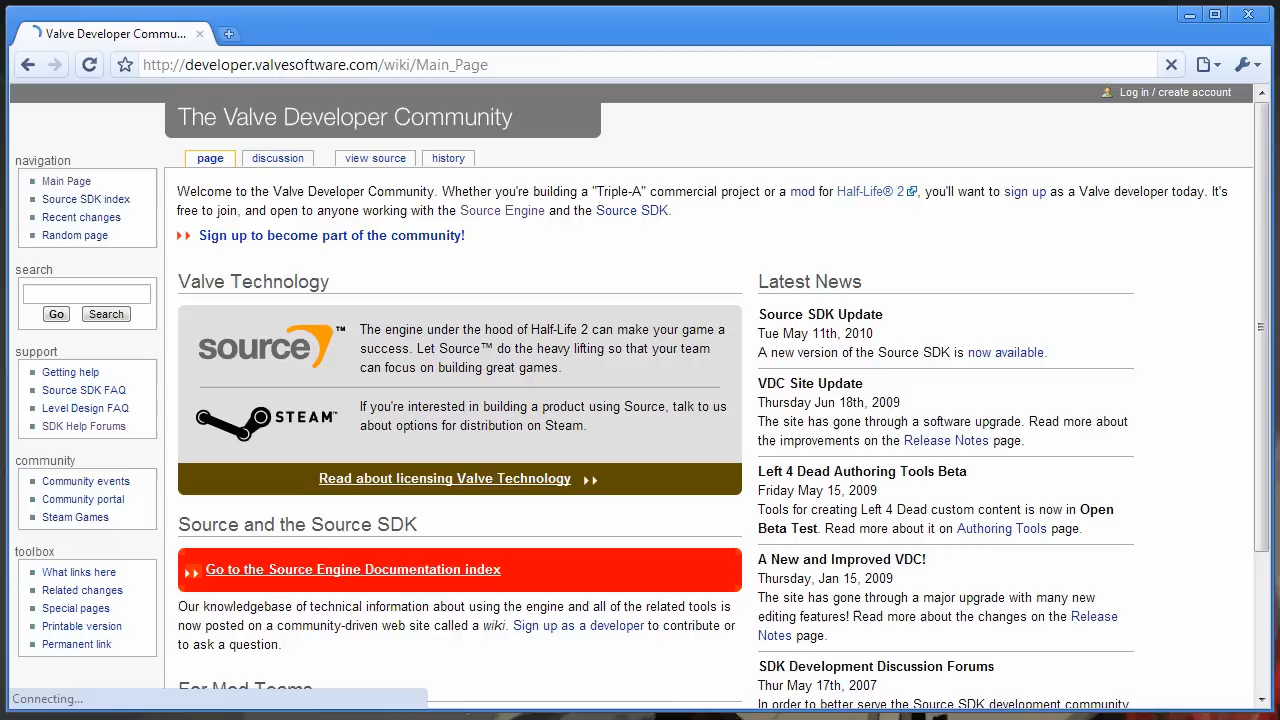 Valve Developer Commu...
http://developer.valvesoftware.com/wiki/Main_Page
Log in / create account
The Valve Developer Community
page
discussion
view source
history
navigation
Main Page
Source SDK index
Recent changes
Random page
search
Go
Search
support
Getting help
Source SDK FAQ
Level Design FAQ
SDK Help Forums
community
Community events
Community portal
Steam Games
toolbox
What links here
Related changes
Special pages
Printable version
Permanent link
Welcome to the Valve Developer Community. Whether you're building a "Triple-A" commercial project or a mod for Half-Life® 2, you'll want to sign up as a Valve developer today. It's
free to join, and open to anyone working with the Source Engine and the Source SDK.
Sign up to become part of the community!
Valve Technology
source™
The engine under the hood of Half-Life 2 can make your game a
success. Let Source™ do the heavy lifting so that your team
can focus on building great games.
STEAM™
If you're interested in building a product using Source, talk to us
about options for distribution on Steam.
Read about licensing Valve Technology
Source and the Source SDK
Go to the Source Engine Documentation index
Our knowledgebase of technical information about using the engine and all of the related tools is
now posted on a community-driven web site called a wiki. Sign up as a developer to contribute or
to ask a question.
For Mod Teams
Latest News
Source SDK Update
Tue May 11th, 2010
A new version of the Source SDK is now available.
VDC Site Update
Thursday Jun 18th, 2009
The site has gone through a software upgrade. Read more about
the improvements on the Release Notes page.
Left 4 Dead Authoring Tools Beta
Friday May 15, 2009
Tools for creating Left 4 Dead custom content is now in Open
Beta Test. Read more about it on Authoring Tools page.
A New and Improved VDC!
Thursday, Jan 15, 2009
The site has gone through a major upgrade with many new
editing features! Read more about the changes on the Release
Notes page.
SDK Development Discussion Forums
Thur May 17th, 2007
In order to better serve the Source SDK development community
Connecting...